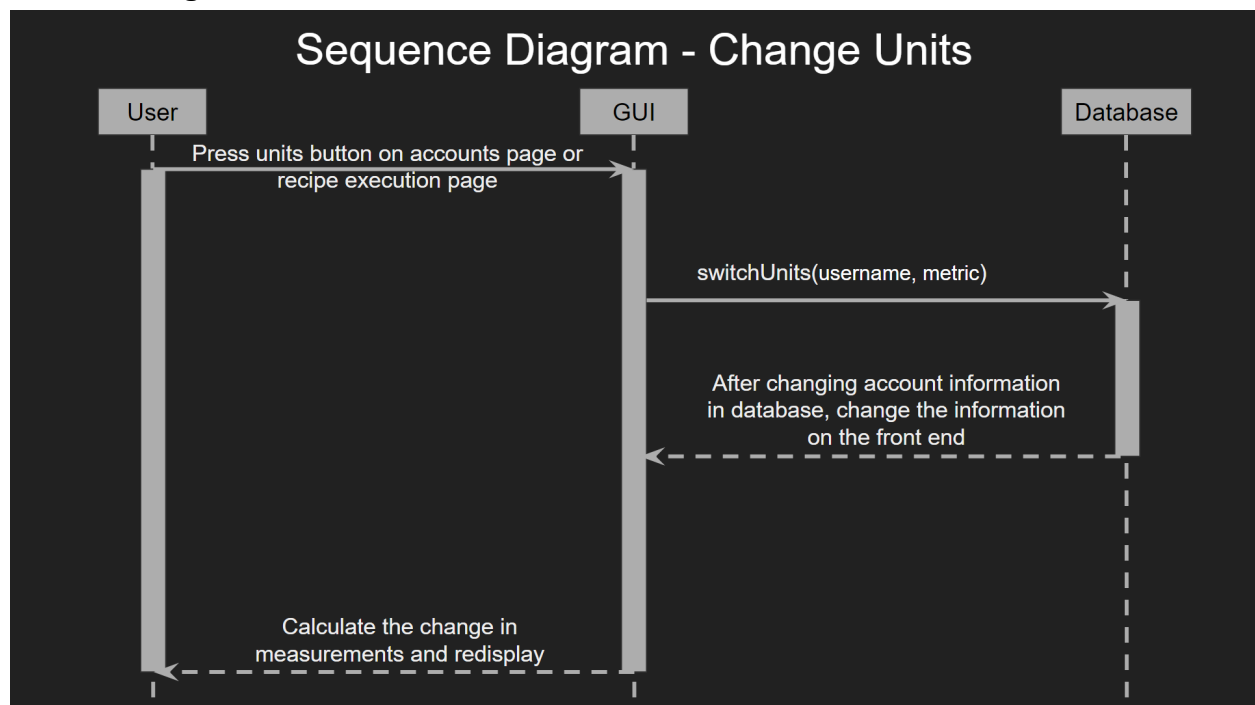 Sequence Diagram - Change Units
User
GUI
Database
Press units button on accounts page or
recipe execution page
switchUnits(username, metric)
After changing account information
in database, change the information
on the front end
Calculate the change in
measurements and redisplay